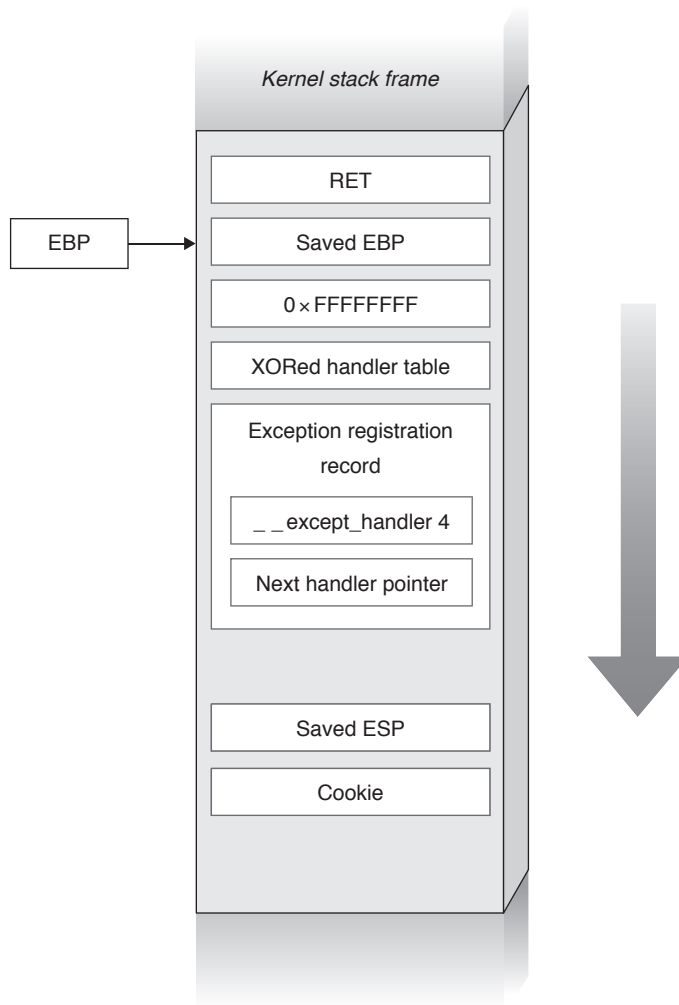 Kernel stack frame
RET
EBP
Saved EBP
0×FFFFFFFF
XORed handler table
Exception registration
record
_ _except_handler 4
Next handler pointer
Saved ESP
Cookie